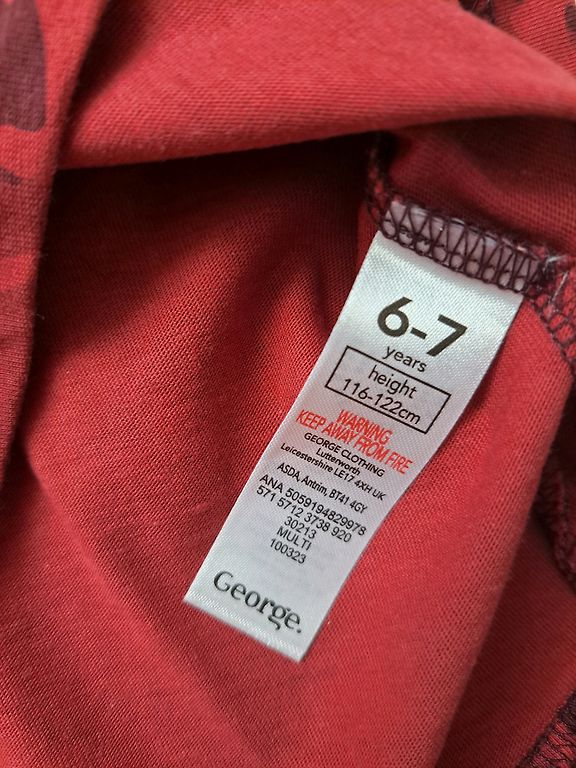 6-7
years
height
116-122cm
WARNING
KEEP AWAY FROM FIRE
GEORGE CLOTHING
Lutterworth
Leicestershire LE17 4XH UK
ASDA, Antrim, BT41 4GY
ANA 5059194829978
571 5712 3738 920
30213
MULTI
100323
George.